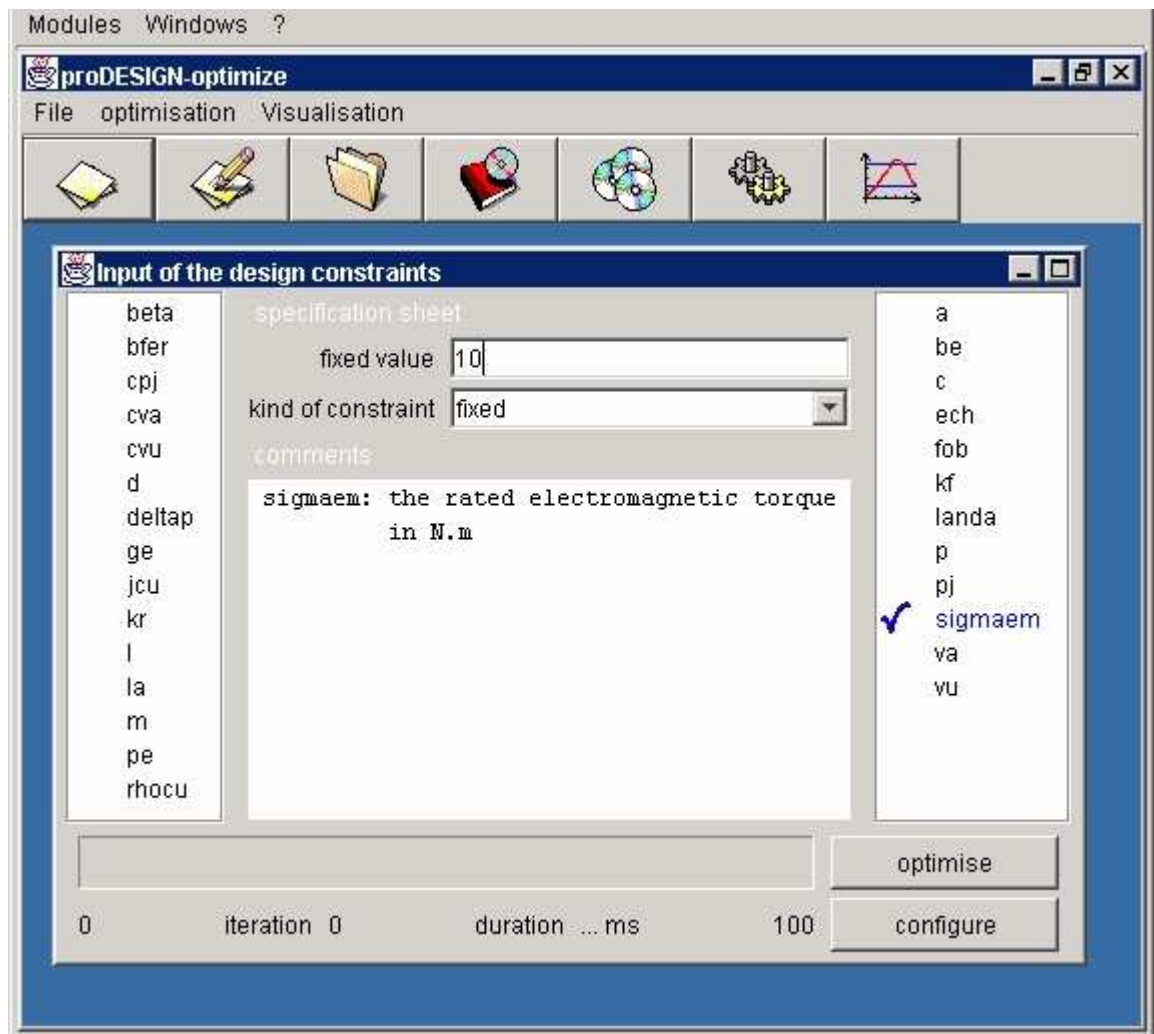 Modules Windows ?
proDESIGN-optimize
File optimisation Visualisation
Input of the design constraints
beta
bfer
cpj
cva
cvu
d
deltap
ge
jcu
kr
l
la
m
pe
rhocu
specification sheet
fixed value 10
kind of constraint fixed
comments
sigmaem: the rated electromagnetic torque
in N.m
a
be
c
ech
fob
kf
landa
p
pj
sigmaem
va
vu
optimise
0 iteration 0 duration ... ms 100
configure